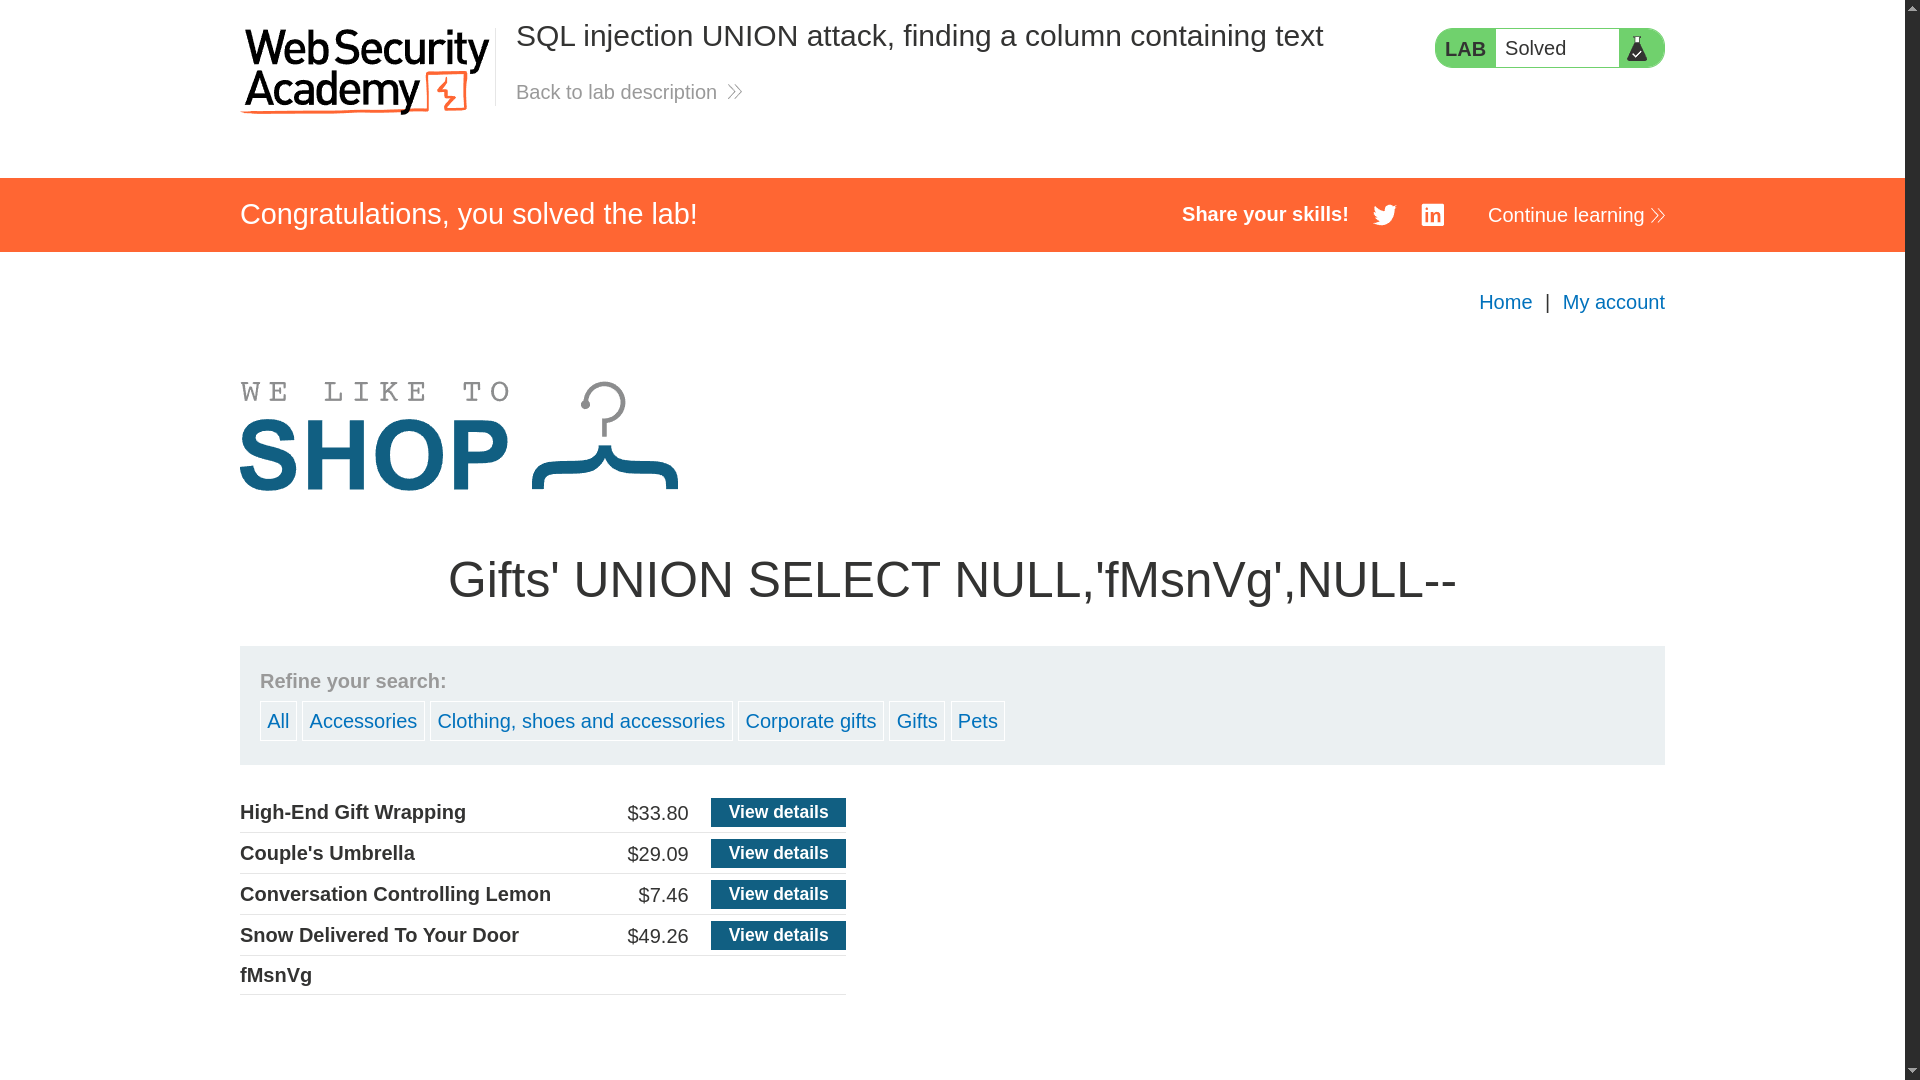 Web Security
Academy
SQL injection UNION attack, finding a column containing text
Back to lab description
LAB Solved
Congratulations, you solved the lab!
Share your skills!
Continue learning
Home | My account
WE LIKE TO
SHOP
Gifts' UNION SELECT NULL,'fMsnVg',NULL--
Refine your search:
All Accessories Clothing, shoes and accessories Corporate gifts Gifts Pets
High-End Gift Wrapping $33.80 View details
Couple's Umbrella $29.09 View details
Conversation Controlling Lemon $7.46 View details
Snow Delivered To Your Door $49.26 View details
fMsnVg